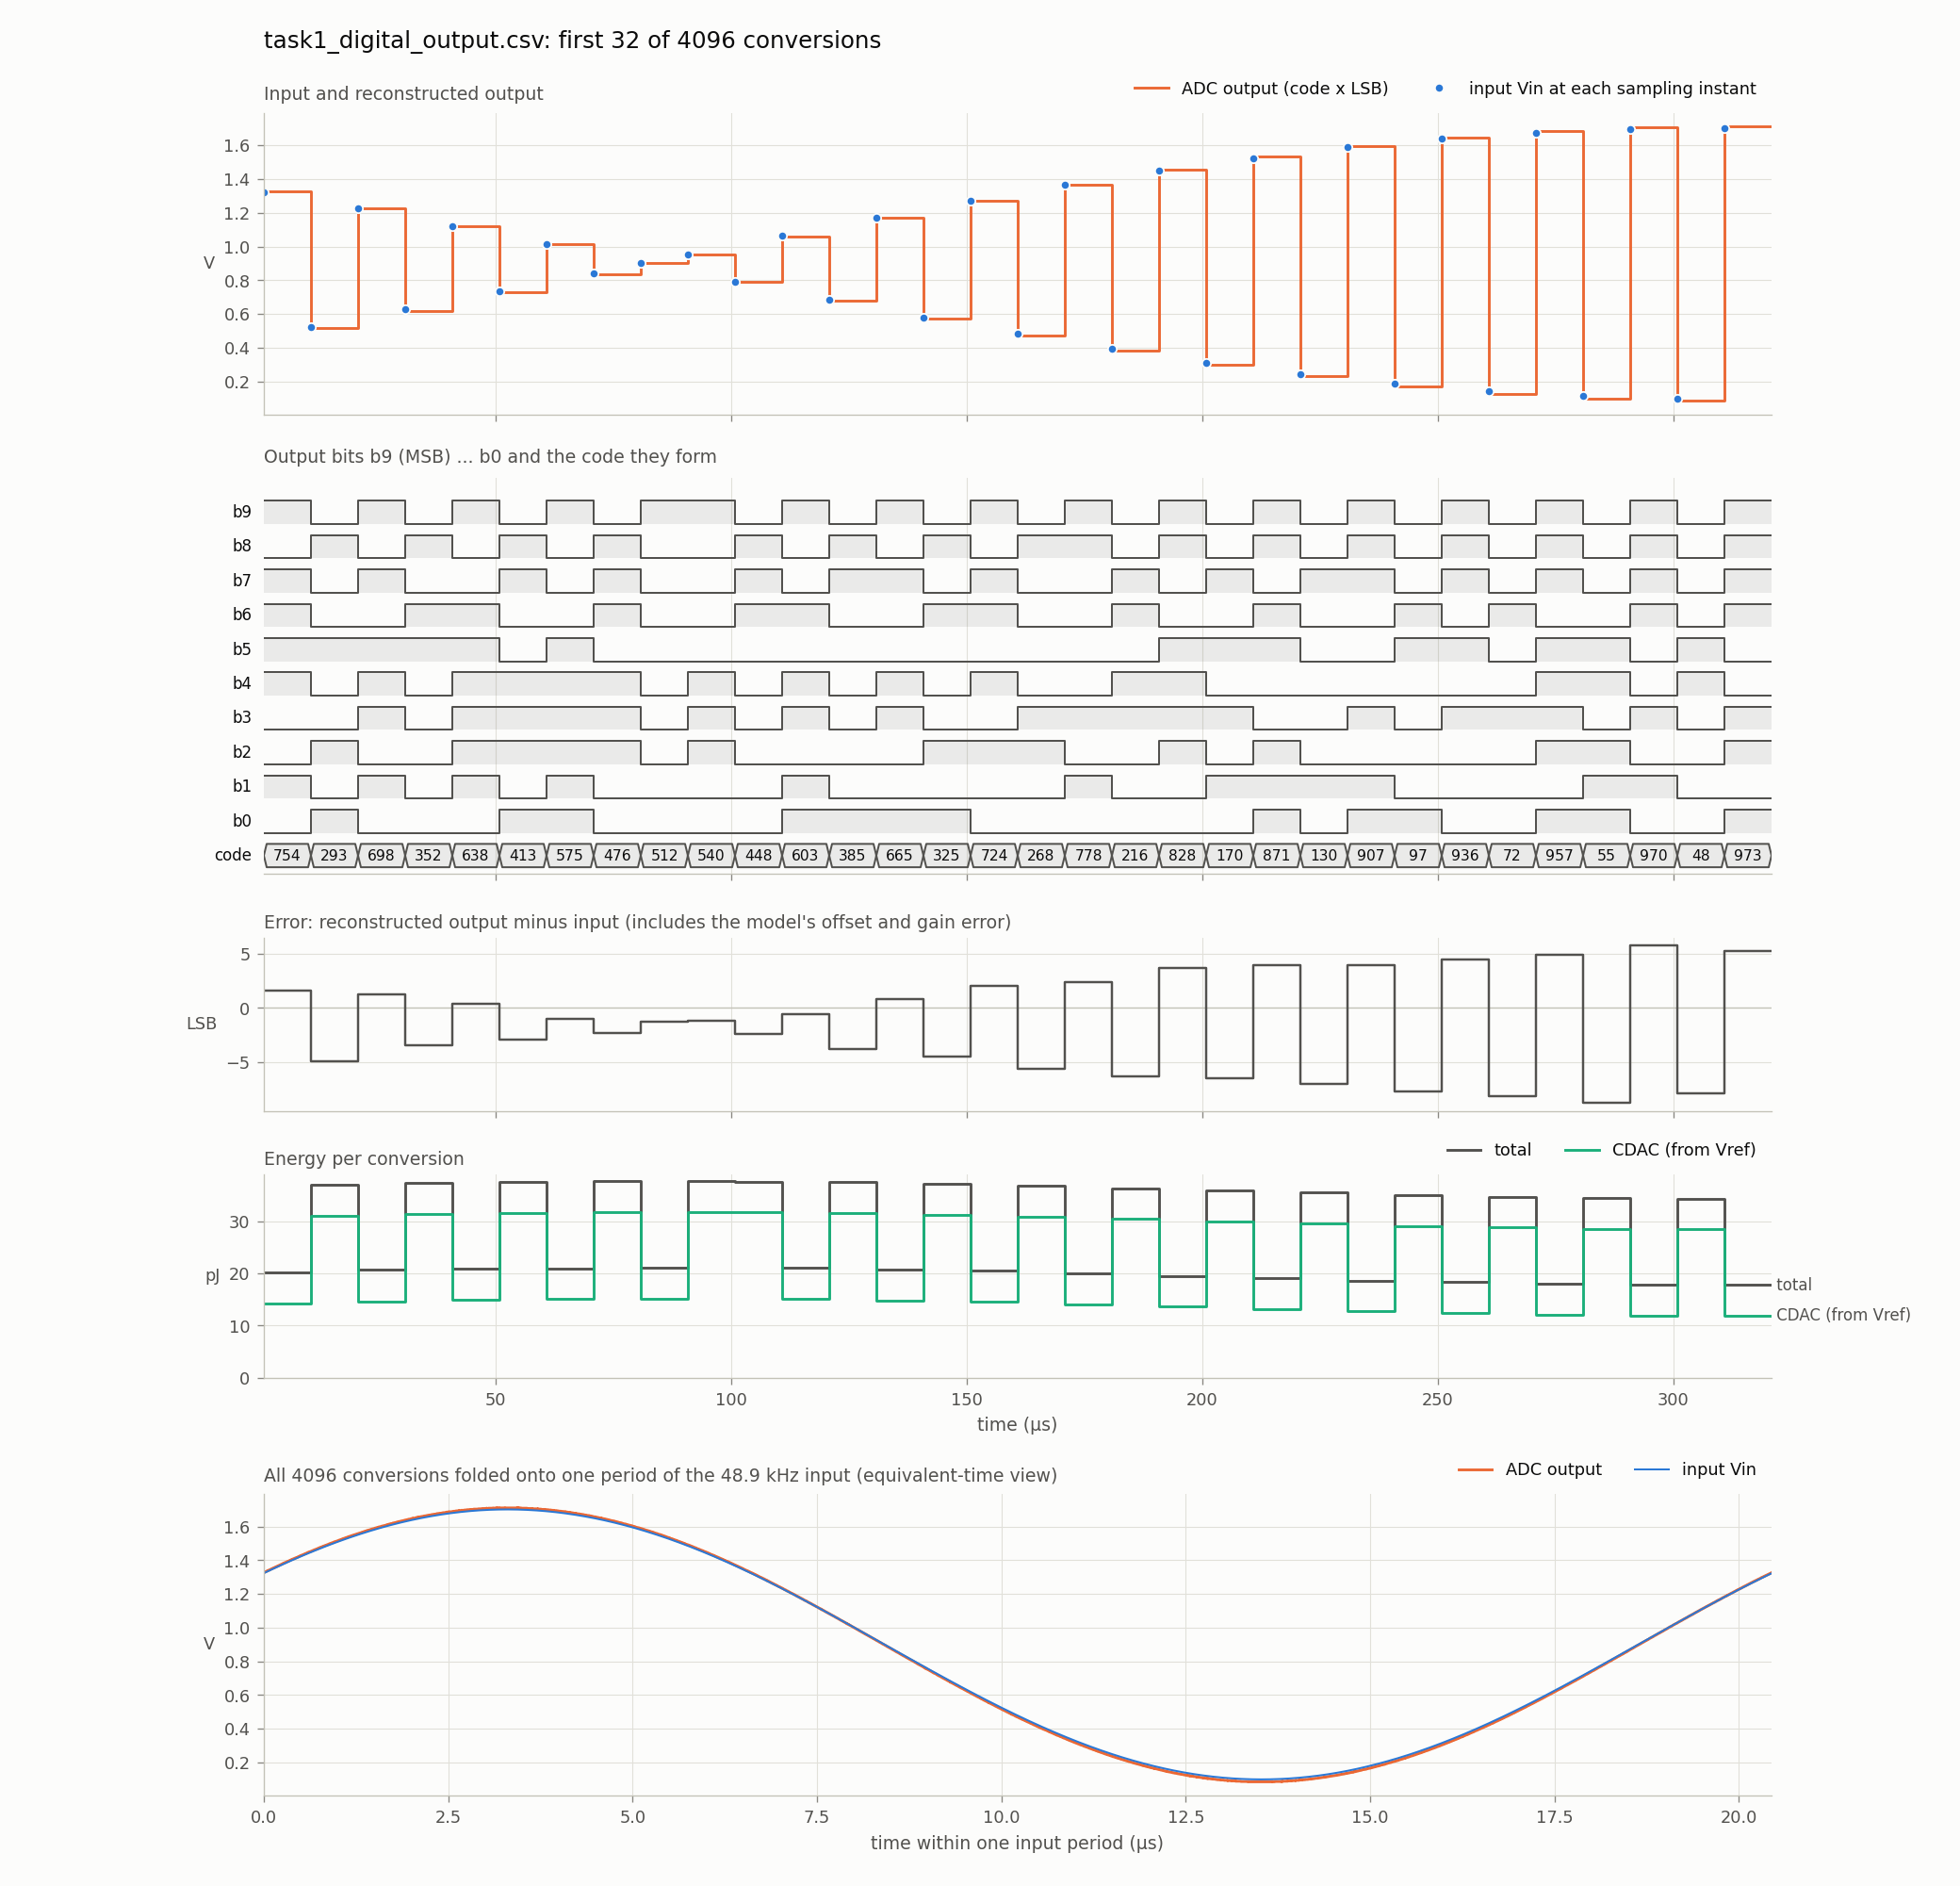 task1_digital_output.csv: first 32 of 4096 conversions
Input and reconstructed output
ADC output (code x LSB)
input Vin at each sampling instant
1.6
1.4
1.2
1.0
V
0.8
0.6
0.4
0.2
Output bits b9 (MSB) ... b0 and the code they form
b9
b8
b7
b6
b5
b4
b3
b2
b1
b0
code 754 293 698 352 638 413 575 476 512 540 448 603 385 665 325 724 268 778 216 828 170 871 130 907 97 936 72 957 55 970 48 973
Error: reconstructed output minus input (includes the model's offset and gain error)
5
0
LSB
−5
Energy per conversion
total
CDAC (from Vref)
30
pJ 20
total
CDAC (from Vref)
10
0
50 100 150 200 250 300
time (µs)
All 4096 conversions folded onto one period of the 48.9 kHz input (equivalent-time view)
ADC output
input Vin
1.6
1.4
1.2
1.0
V
0.8
0.6
0.4
0.2
0.0 2.5 5.0 7.5 10.0 12.5 15.0 17.5 20.0
time within one input period (µs)